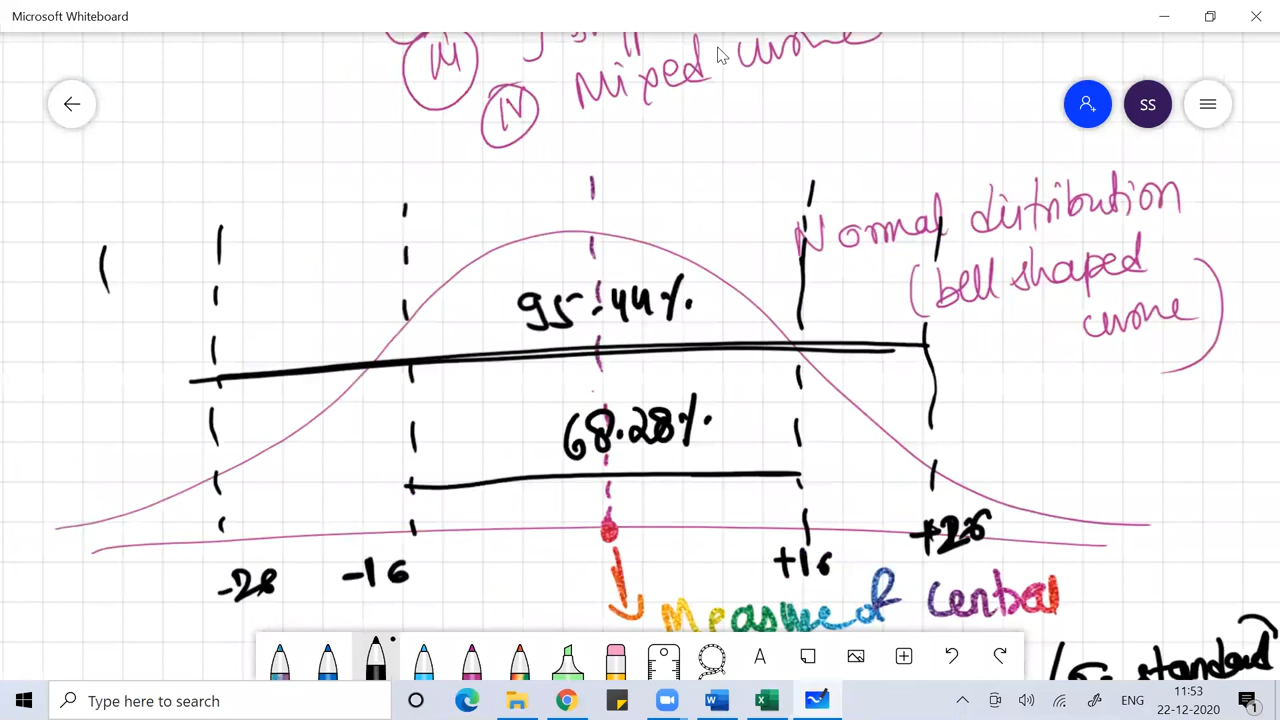 Microsoft Whiteboard
III
IV Mixed curve
SS
Normal distribution
(bell shaped
curve)
95.44%
68.28%
-2σ
-1σ
+1σ
+2σ
Measure of Central
σ standard
A
Type here to search
ENG
11:53
22-12-2020
1